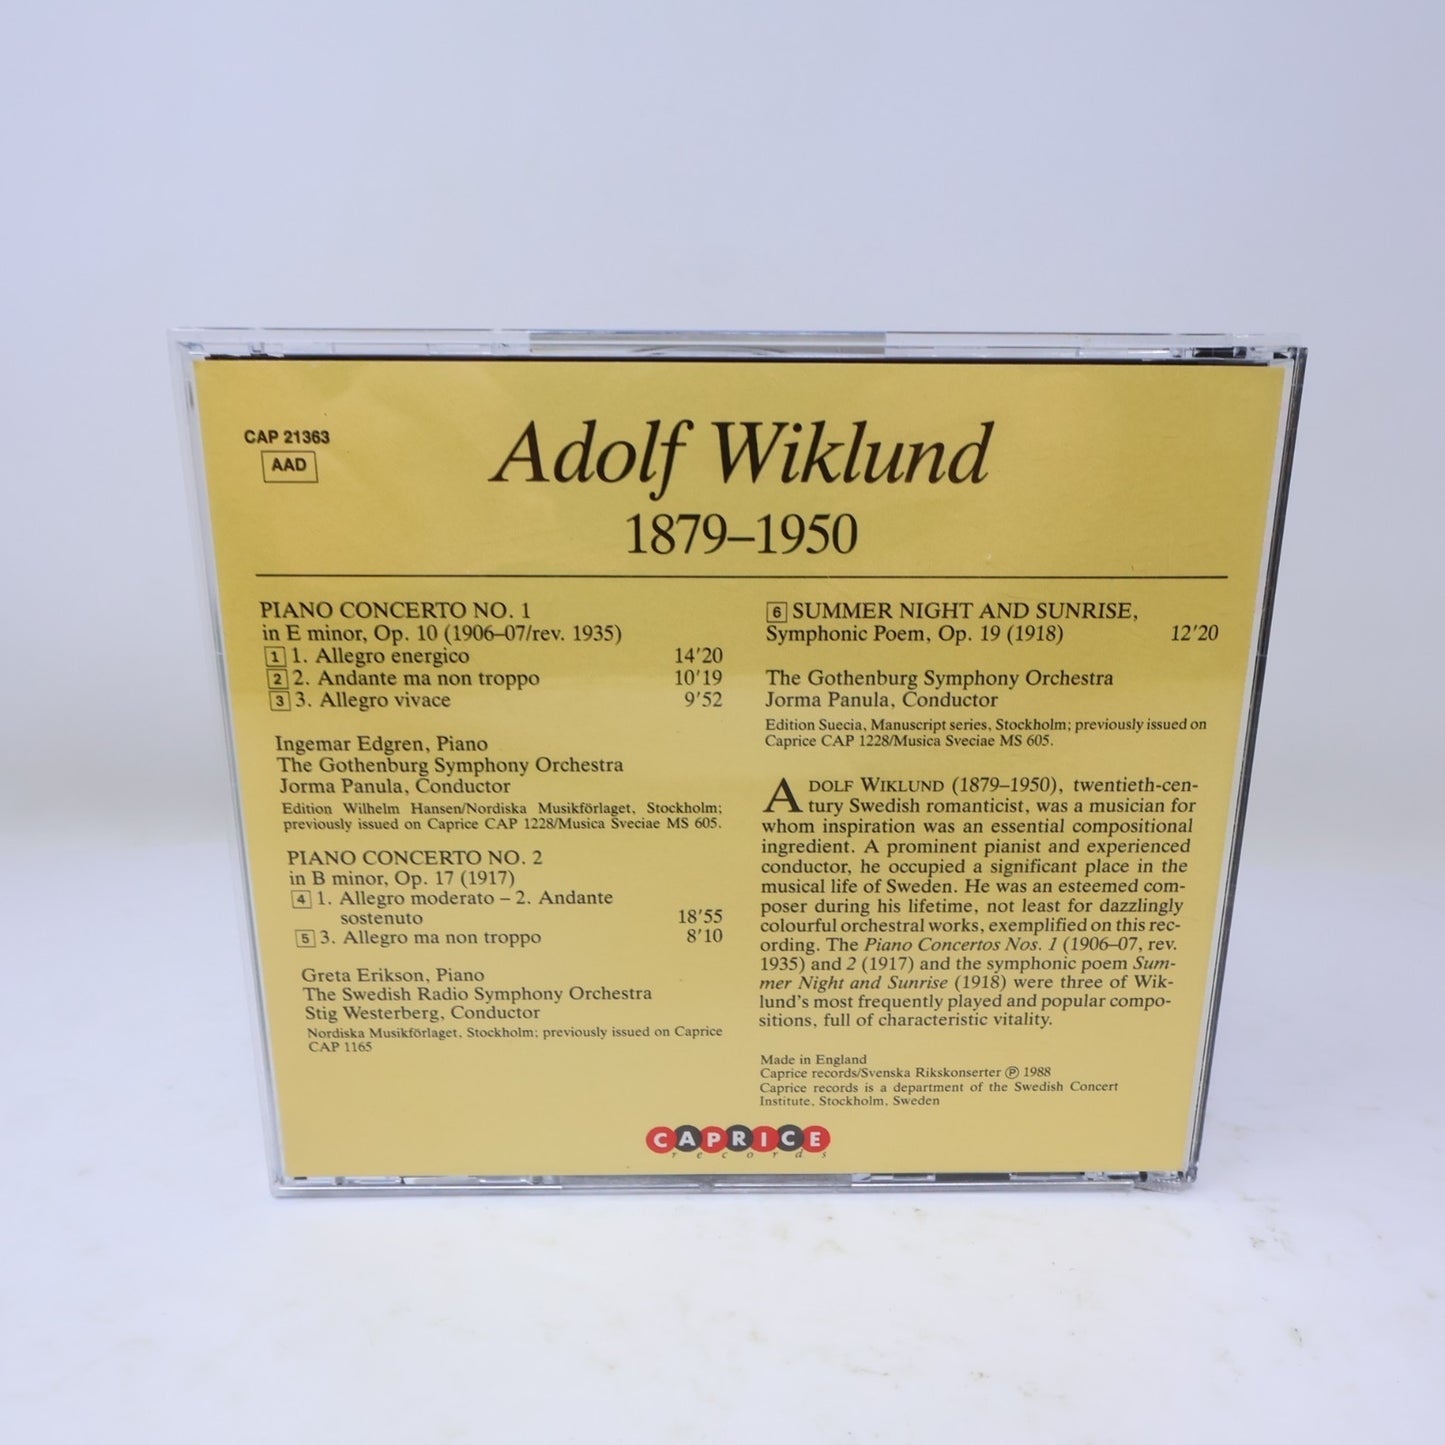 CAP 21363
AAD
Adolf Wiklund
1879–1950
PIANO CONCERTO NO. 1
in E minor, Op. 10 (1906–07/rev. 1935)
1 1. Allegro energico 14'20
2 2. Andante ma non troppo 10'19
3 3. Allegro vivace 9'52
Ingemar Edgren, Piano
The Gothenburg Symphony Orchestra
Jorma Panula, Conductor
Edition Wilhelm Hansen/Nordiska Musikförlaget, Stockholm;
previously issued on Caprice CAP 1228/Musica Sveciae MS 605.
PIANO CONCERTO NO. 2
in B minor, Op. 17 (1917)
4 1. Allegro moderato – 2. Andante
sostenuto 18'55
5 3. Allegro ma non troppo 8'10
Greta Erikson, Piano
The Swedish Radio Symphony Orchestra
Stig Westerberg, Conductor
Nordiska Musikförlaget, Stockholm; previously issued on Caprice
CAP 1165
6 SUMMER NIGHT AND SUNRISE,
Symphonic Poem, Op. 19 (1918) 12'20
The Gothenburg Symphony Orchestra
Jorma Panula, Conductor
Edition Suecia, Manuscript series, Stockholm; previously issued on
Caprice CAP 1228/Musica Sveciae MS 605.
ADOLF WIKLUND (1879–1950), twentieth-cen-
tury Swedish romanticist, was a musician for
whom inspiration was an essential compositional
ingredient. A prominent pianist and experienced
conductor, he occupied a significant place in the
musical life of Sweden. He was an esteemed com-
poser during his lifetime, not least for dazzlingly
colourful orchestral works, exemplified on this rec-
ording. The Piano Concertos Nos. 1 (1906–07, rev.
1935) and 2 (1917) and the symphonic poem Sum-
mer Night and Sunrise (1918) were three of Wik-
lund's most frequently played and popular compo-
sitions, full of characteristic vitality.
Made in England
Caprice records/Svenska Rikskonserter ℗ 1988
Caprice records is a department of the Swedish Concert
Institute, Stockholm, Sweden
CAPRICE
records